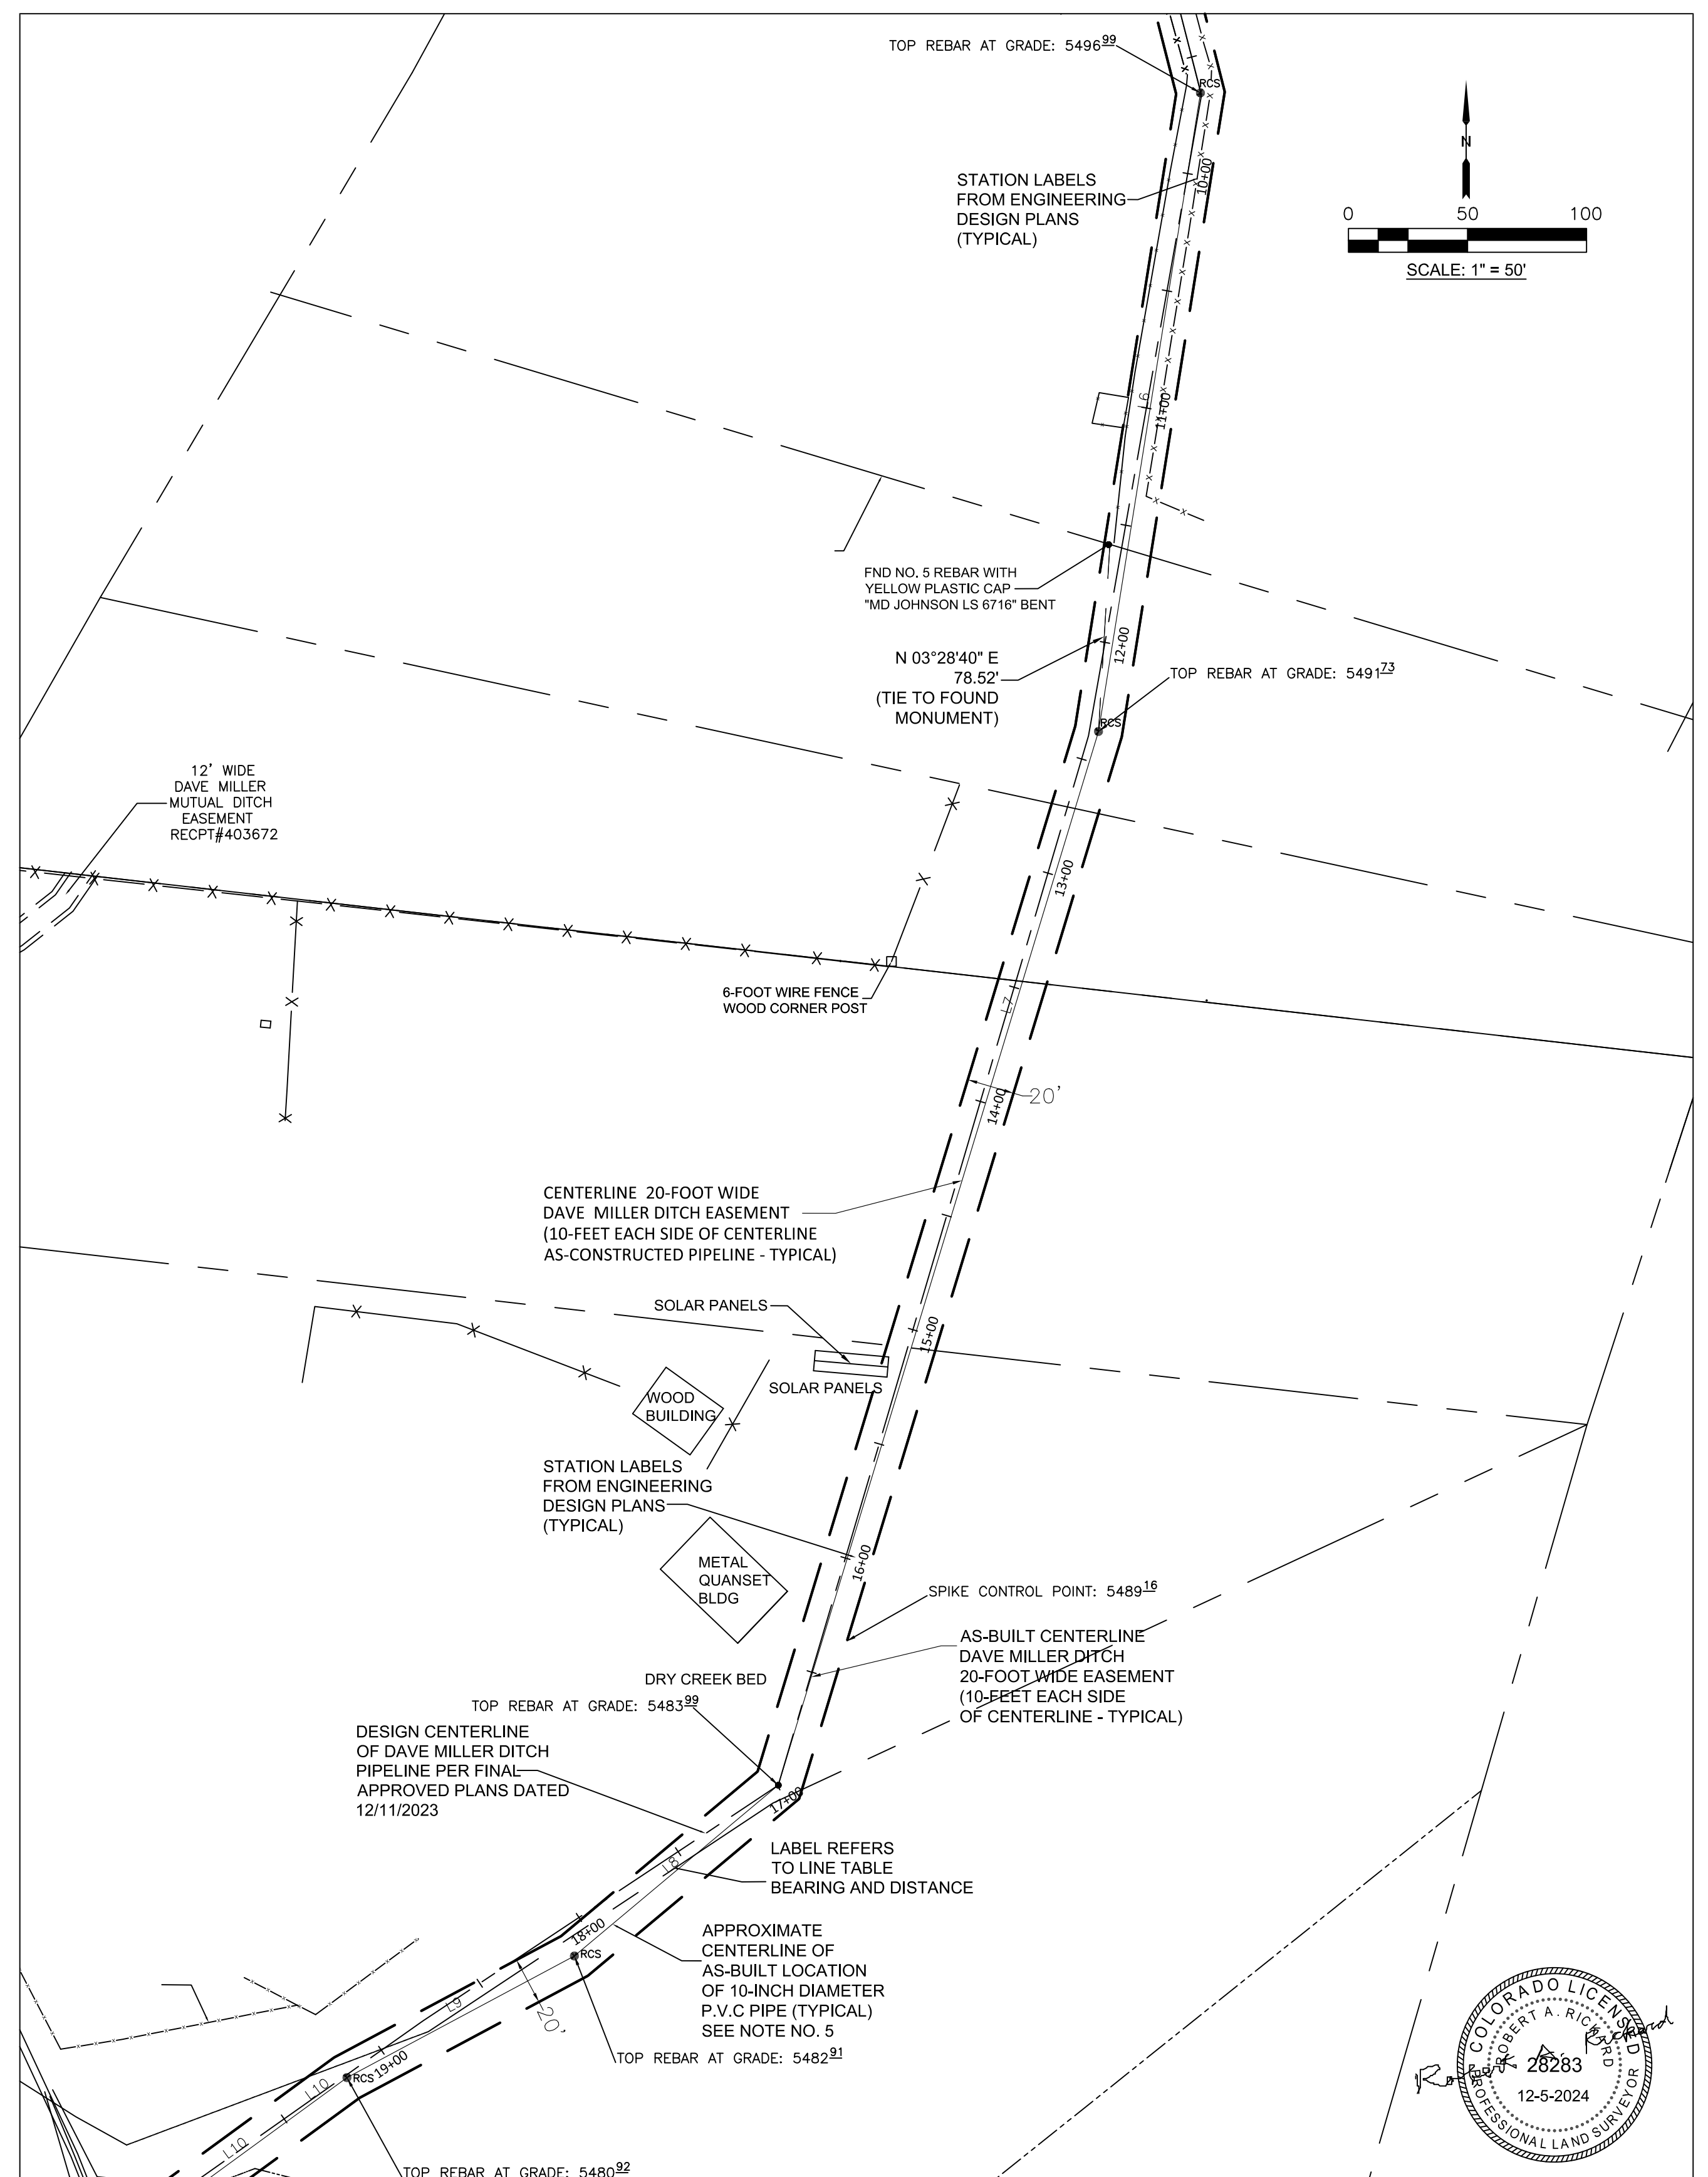 TOP REBAR AT GRADE: 5496 99
RCS
N
0 50 100
SCALE: 1" = 50'
STATION LABELS
FROM ENGINEERING
DESIGN PLANS
(TYPICAL)
10+00
11+00
FND NO. 5 REBAR WITH
YELLOW PLASTIC CAP
"MD JOHNSON LS 6716" BENT
12+00
N 03°28'40" E
78.52'
(TIE TO FOUND
MONUMENT)
TOP REBAR AT GRADE: 5491 73
RCS
12' WIDE
DAVE MILLER
MUTUAL DITCH
EASEMENT
RECPT#403672
13+00
6-FOOT WIRE FENCE
WOOD CORNER POST
L7
20'
14+00
CENTERLINE 20-FOOT WIDE
DAVE MILLER DITCH EASEMENT
(10-FEET EACH SIDE OF CENTERLINE
AS-CONSTRUCTED PIPELINE - TYPICAL)
SOLAR PANELS
15+00
SOLAR PANELS
WOOD
BUILDING
STATION LABELS
FROM ENGINEERING
DESIGN PLANS
(TYPICAL)
16+00
METAL
QUANSET
BLDG
SPIKE CONTROL POINT: 5489 16
AS-BUILT CENTERLINE
DAVE MILLER DITCH
20-FOOT WIDE EASEMENT
(10-FEET EACH SIDE
OF CENTERLINE - TYPICAL)
DRY CREEK BED
TOP REBAR AT GRADE: 5483 99
DESIGN CENTERLINE
OF DAVE MILLER DITCH
PIPELINE PER FINAL
APPROVED PLANS DATED
12/11/2023
17+00
LABEL REFERS
TO LINE TABLE
BEARING AND DISTANCE
L8
18+00
RCS
APPROXIMATE
CENTERLINE OF
AS-BUILT LOCATION
OF 10-INCH DIAMETER
P.V.C PIPE (TYPICAL)
SEE NOTE NO. 5
L9
20'
TOP REBAR AT GRADE: 5482 91
19+00
RCS
L10
L10
TOP REBAR AT GRADE: 5480 92
COLORADO LICENSED
ROBERT A. RICKARD
28283
12-5-2024
PROFESSIONAL LAND SURVEYOR